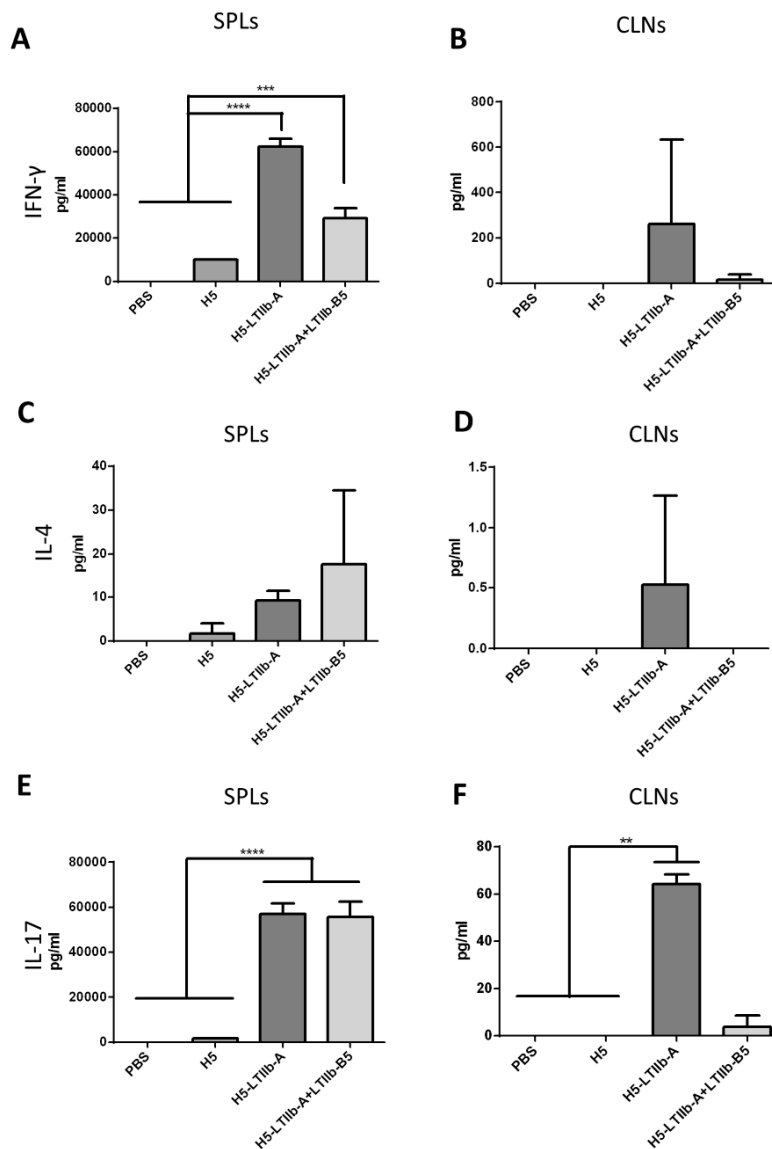 SPLs
CLNs
A
B
***
****
80000
60000
40000
20000
0
IFN-γ
pg/ml
PBS
H5
H5-LTIIb-A
H5-LTIIb-A+LTIIb-B5
800
600
400
200
0
pg/ml
PBS
H5
H5-LTIIb-A
H5-LTIIb-A+LTIIb-B5
C
D
SPLs
CLNs
40
30
20
10
0
IL-4
pg/ml
PBS
H5
H5-LTIIb-A
H5-LTIIb-A+LTIIb-B5
1.5
1.0
0.5
0.0
pg/ml
PBS
H5
H5-LTIIb-A
H5-LTIIb-A+LTIIb-B5
E
F
SPLs
CLNs
****
80000
60000
40000
20000
0
IL-17
pg/ml
PBS
H5
H5-LTIIb-A
H5-LTIIb-A+LTIIb-B5
**
80
60
40
20
0
pg/ml
PBS
H5
H5-LTIIb-A
H5-LTIIb-A+LTIIb-B5